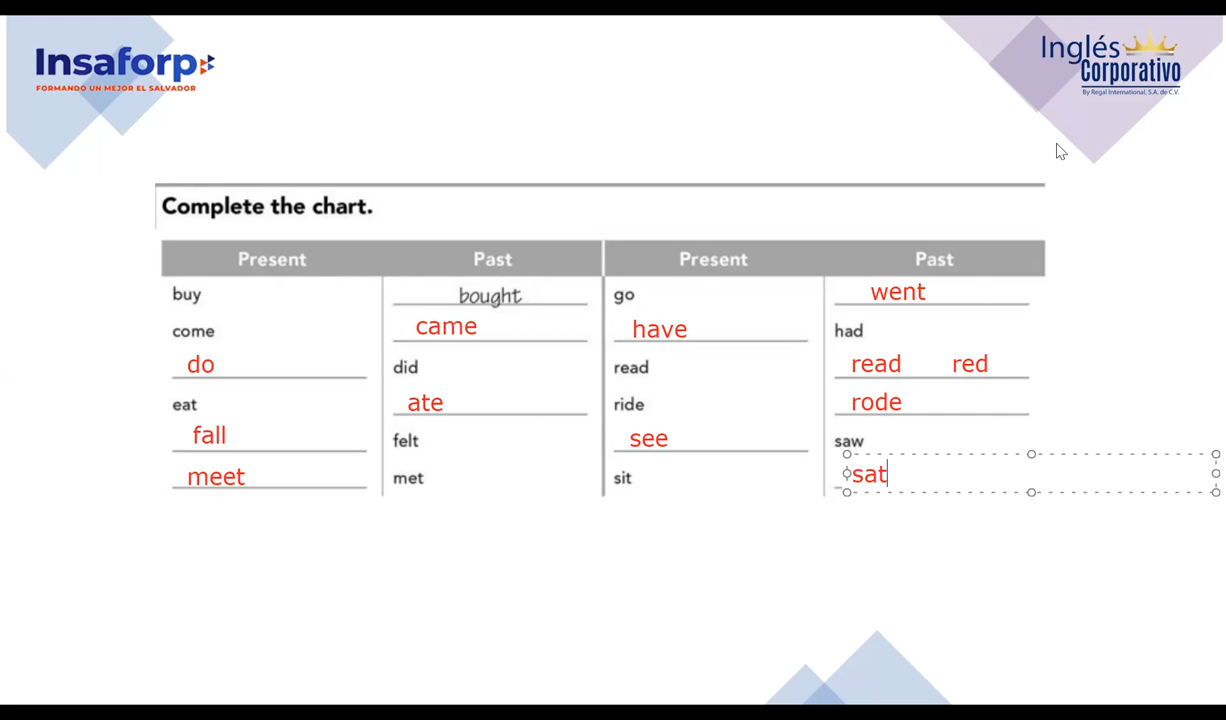 Insaforp
FORMANDO UN MEJOR EL SALVADOR
Inglés
Corporativo
By Regal International, S.A. de C.V.
Complete the chart.
Present Past Present Past
buy bought go went
come came have had
do did read read red
eat ate ride rode
fall felt see saw
meet met sit sat